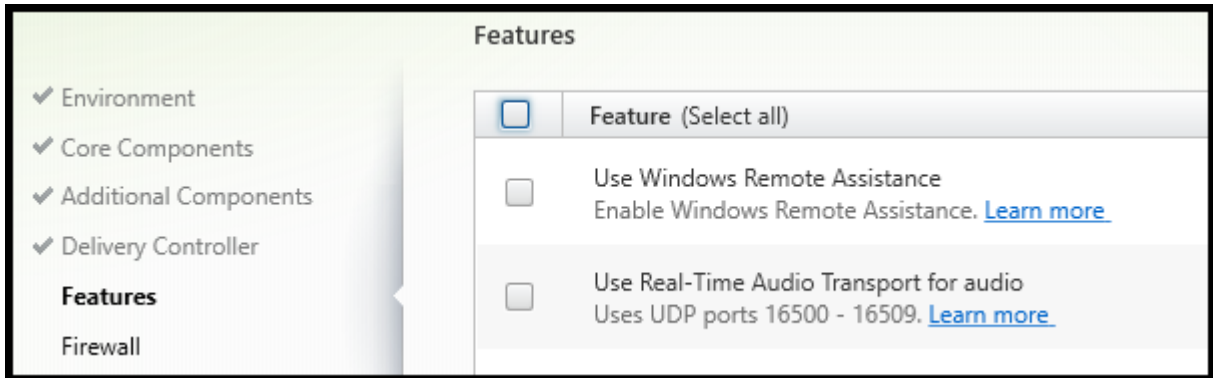 Features
Environment
Core Components
Additional Components
Delivery Controller
Features
Firewall
Feature (Select all)
Use Windows Remote Assistance
Enable Windows Remote Assistance. Learn more
Use Real-Time Audio Transport for audio
Uses UDP ports 16500 - 16509. Learn more